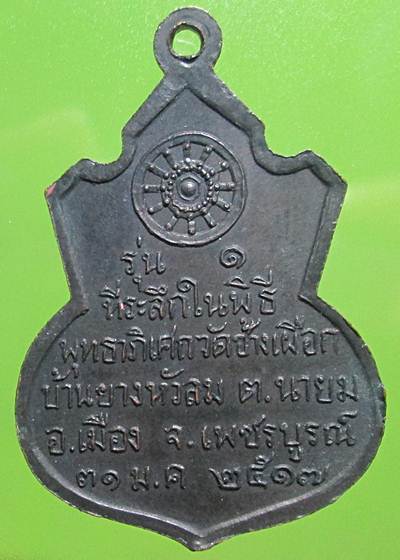 รุ่น ๑
ที่ระลึกในพิธี
พุทธาภิเศกวัดช้างเผือก
บ้านยางหัวลม ต.นายม
อ.เมือง จ.เพชรบูรณ์
๓๑ ม.ค ๒๕๑๗